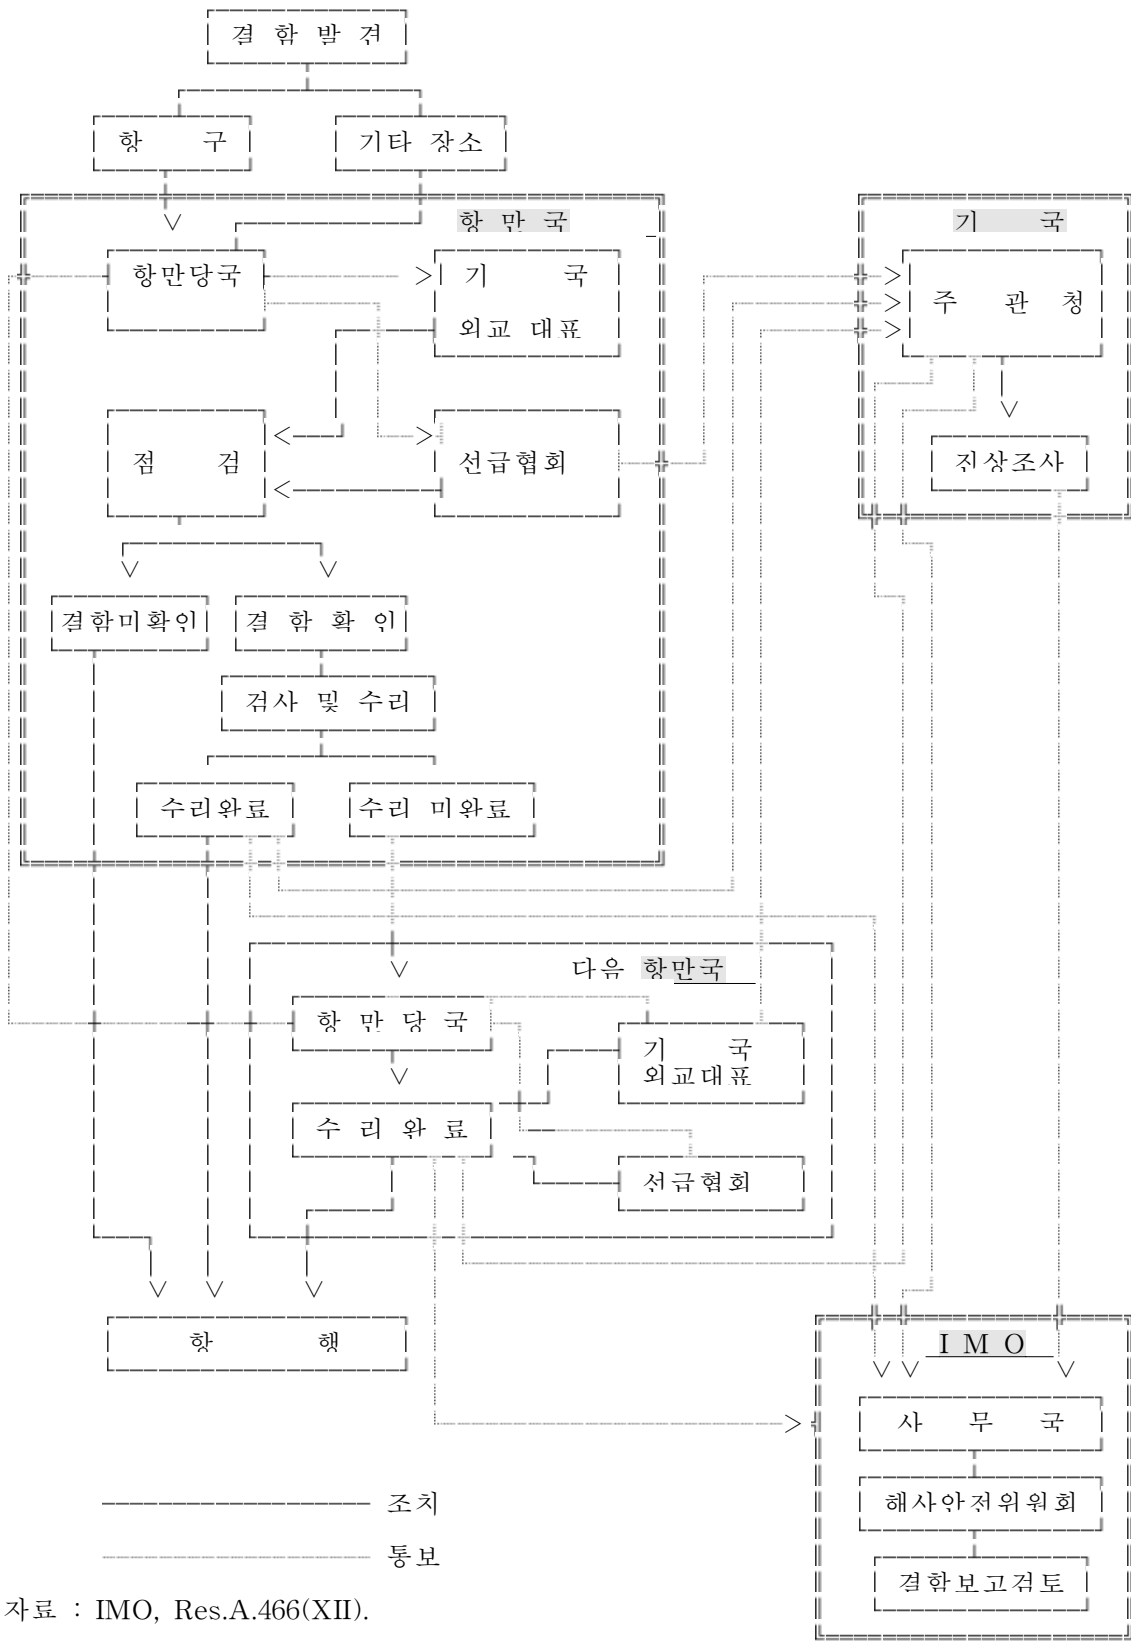 결 함 발 견
항 구
기타 장소
항 만 국
기 국
항만당국
기 국
외교 대표
주 관 청
점 검
선급협회
진상조사
결함미확인
결 함 확 인
검사 및 수리
수리완료
수리 미완료
다음 항만국
항 만 당 국
기 국
외교대표
수 리 완 료
선급협회
항 행
I M O
사 무 국
해사안전위원회
결함보고검토
조치
통보
자료 : IMO, Res.A.466(XII).